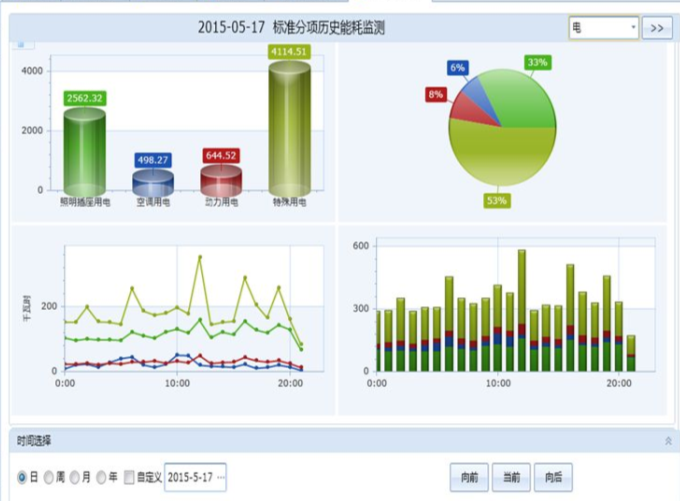 2015-05-17 标准分项历史能耗监测
电
>>
4114.51
4000
2562.32
2000
498.27
644.52
0
照明插座用电
空调用电
动力用电
特殊用电
33%
6%
8%
53%
千瓦时
200
0
0:00
10:00
20:00
600
300
0
0:00
10:00
20:00
时间选择
日 周 月 年 自定义 2015-5-17 ...
向前 当前 向后